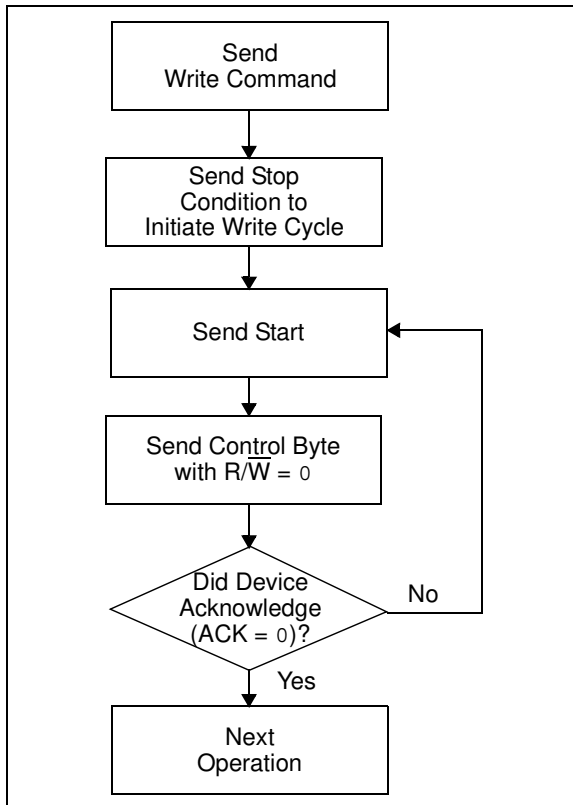 Send
Write Command
Send Stop
Condition to
Initiate Write Cycle
Send Start
Send Control Byte
with R/W̅ = 0
Did Device
Acknowledge
(ACK = 0)?
No
Yes
Next
Operation